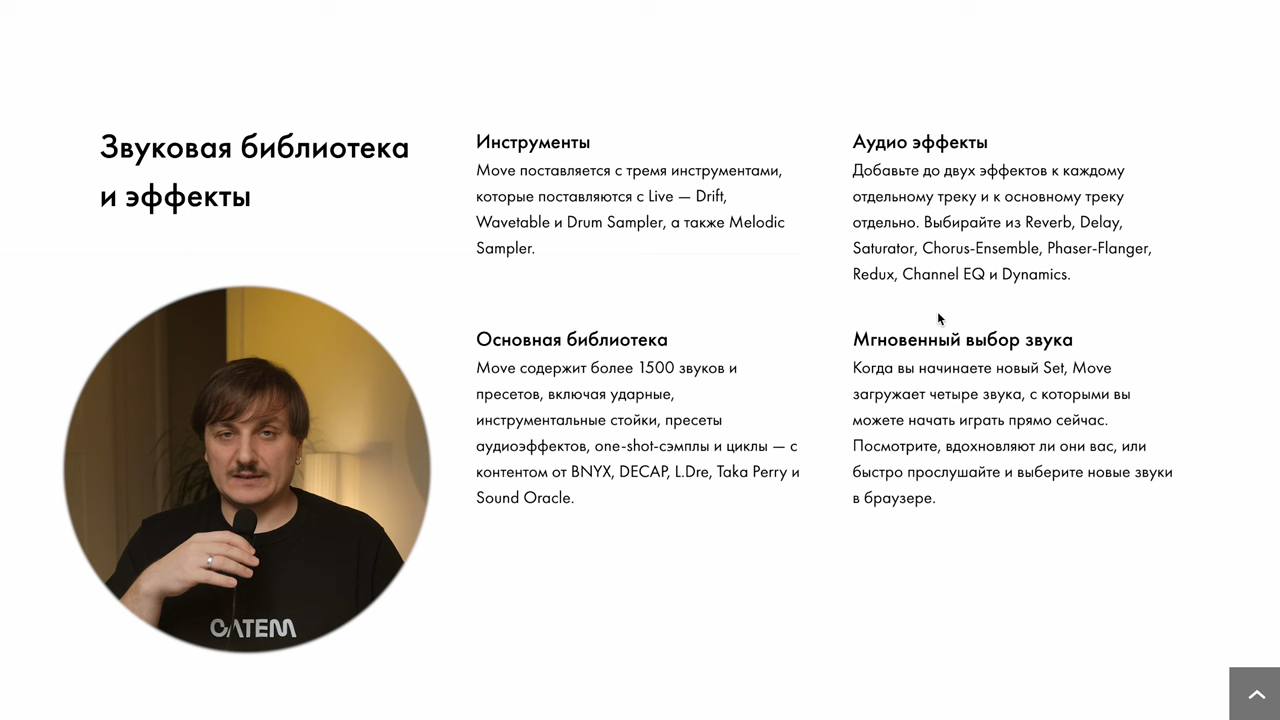 Звуковая библиотека
и эффекты
Инструменты
Move поставляется с тремя инструментами,
которые поставляются с Live — Drift,
Wavetable и Drum Sampler, а также Melodic
Sampler.
Аудио эффекты
Добавьте до двух эффектов к каждому
отдельному треку и к основному треку
отдельно. Выбирайте из Reverb, Delay,
Saturator, Chorus-Ensemble, Phaser-Flanger,
Redux, Channel EQ и Dynamics.
Основная библиотека
Move содержит более 1500 звуков и
пресетов, включая ударные,
инструментальные стойки, пресеты
аудиоэффектов, one-shot-сэмплы и циклы — с
контентом от BNYX, DECAP, L.Dre, Taka Perry и
Sound Oracle.
Мгновенный выбор звука
Когда вы начинаете новый Set, Move
загружает четыре звука, с которыми вы
можете начать играть прямо сейчас.
Посмотрите, вдохновляют ли они вас, или
быстро прослушайте и выберите новые звуки
в браузере.